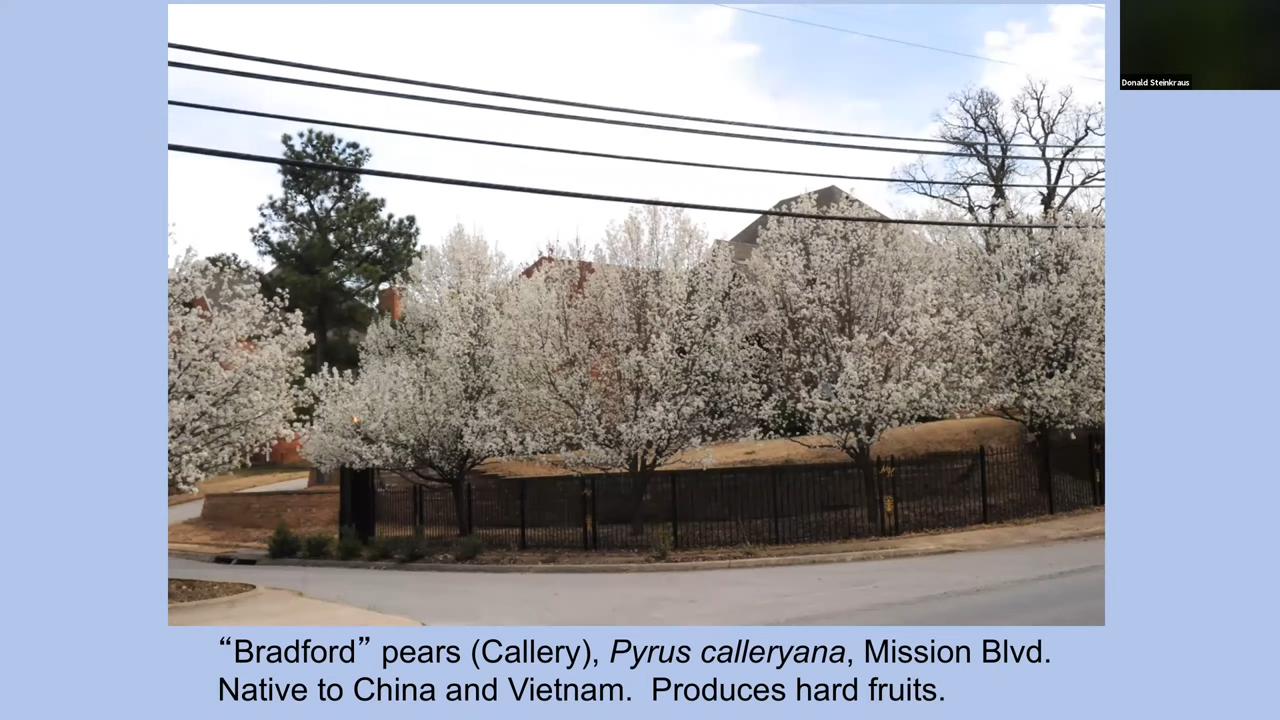 Donald Steinkraus
“Bradford” pears (Callery), Pyrus calleryana, Mission Blvd.
Native to China and Vietnam.  Produces hard fruits.